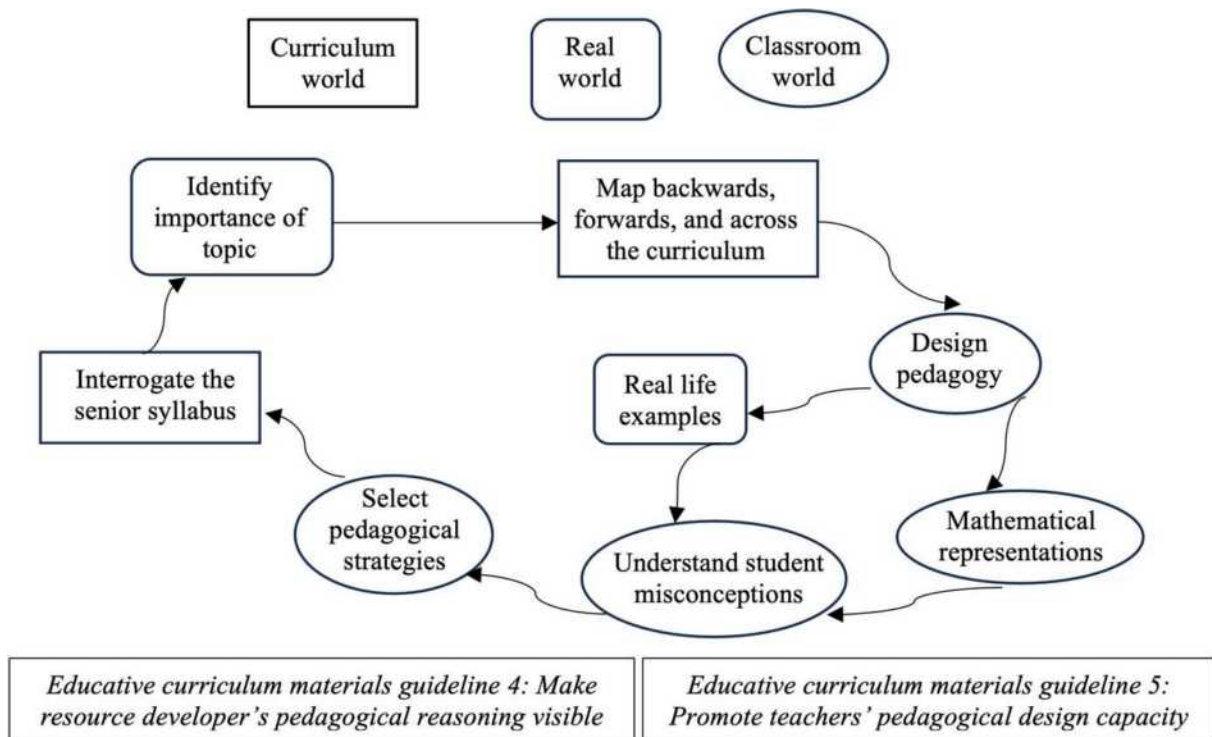 Curriculum
world
Real
world
Classroom
world
Identify
importance of
topic
Map backwards,
forwards, and across
the curriculum
Design
pedagogy
Real life
examples
Interrogate the
senior syllabus
Select
pedagogical
strategies
Mathematical
representations
Understand student
misconceptions
Educative curriculum materials guideline 4: Make
resource developer’s pedagogical reasoning visible
Educative curriculum materials guideline 5:
Promote teachers’ pedagogical design capacity